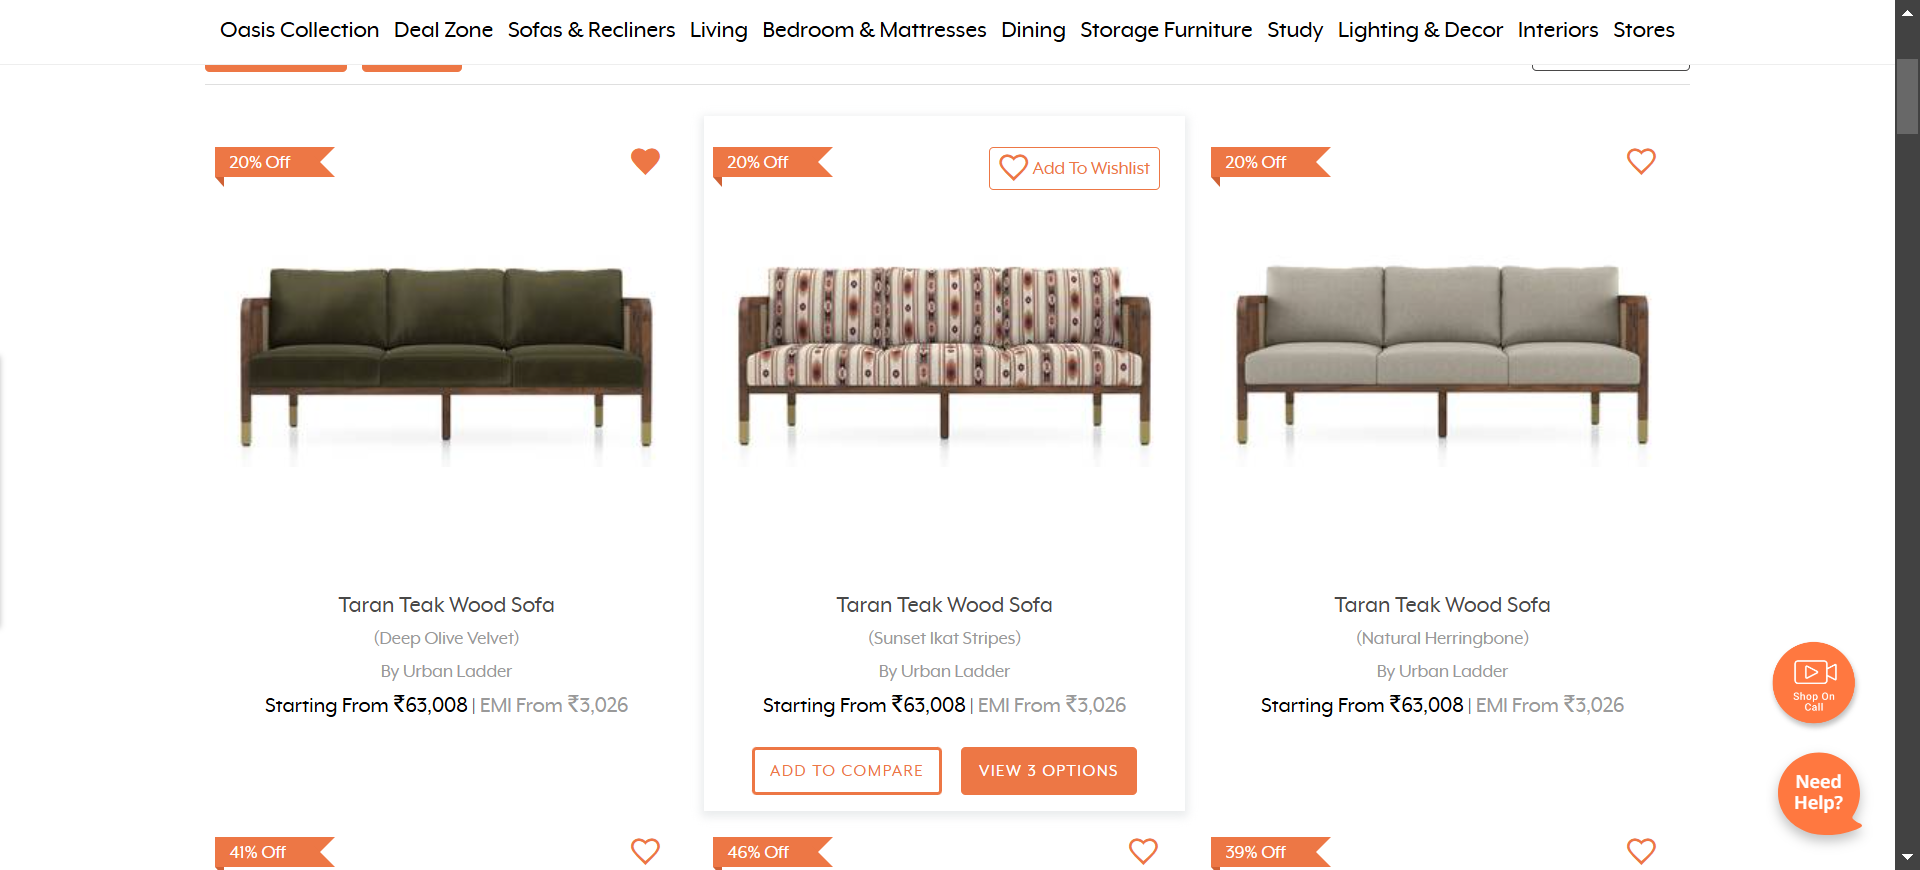 Oasis Collection Deal Zone Sofas & Recliners Living Bedroom & Mattresses Dining Storage Furniture Study Lighting & Decor Interiors Stores
20% Off
20% Off
Add To Wishlist
20% Off
Taran Teak Wood Sofa
(Deep Olive Velvet)
By Urban Ladder
Starting From ₹63,008 | EMI From ₹3,026
Taran Teak Wood Sofa
(Sunset Ikat Stripes)
By Urban Ladder
Starting From ₹63,008 | EMI From ₹3,026
ADD TO COMPARE
VIEW 3 OPTIONS
Taran Teak Wood Sofa
(Natural Herringbone)
By Urban Ladder
Starting From ₹63,008 | EMI From ₹3,026
Shop On
Call
Need
Help?
41% Off
46% Off
39% Off